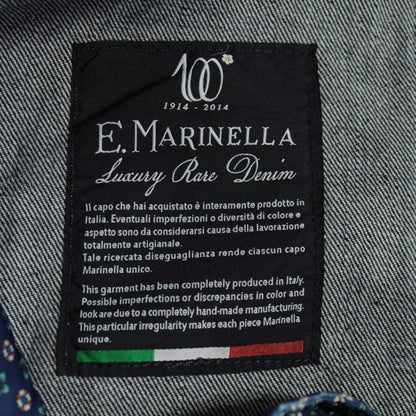 100
1914 - 2014
E. MARINELLA
Luxury Rare Denim
Il capo che hai acquistato è interamente prodotto in
Italia. Eventuali imperfezioni o diversità di colore e
aspetto sono da considerarsi causa della lavorazione
totalmente artigianale.
Tale ricercata diseguaglianza rende ciascun capo
Marinella unico.
This garment has been completely produced in Italy.
Possible imperfections or discrepancies in color and
look are due to a completely hand-made manufacturing.
This particular irregularity makes each piece Marinella
unique.